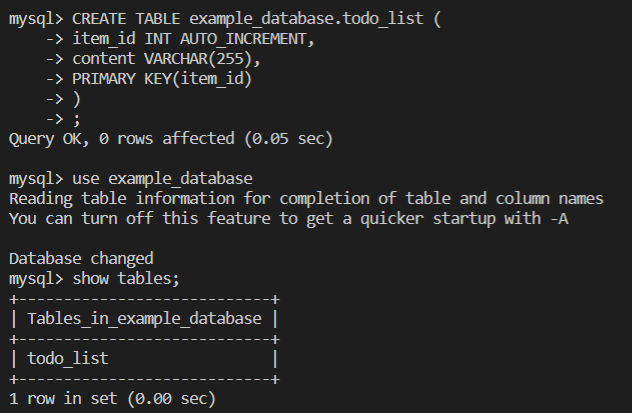 mysql> CREATE TABLE example_database.todo_list (
    -> item_id INT AUTO_INCREMENT,
    -> content VARCHAR(255),
    -> PRIMARY KEY(item_id)
    -> )
    -> ;
Query OK, 0 rows affected (0.05 sec)

mysql> use example_database
Reading table information for completion of table and column names
You can turn off this feature to get a quicker startup with -A

Database changed
mysql> show tables;
+----------------------------+
| Tables_in_example_database |
+----------------------------+
| todo_list                  |
+----------------------------+
1 row in set (0.00 sec)